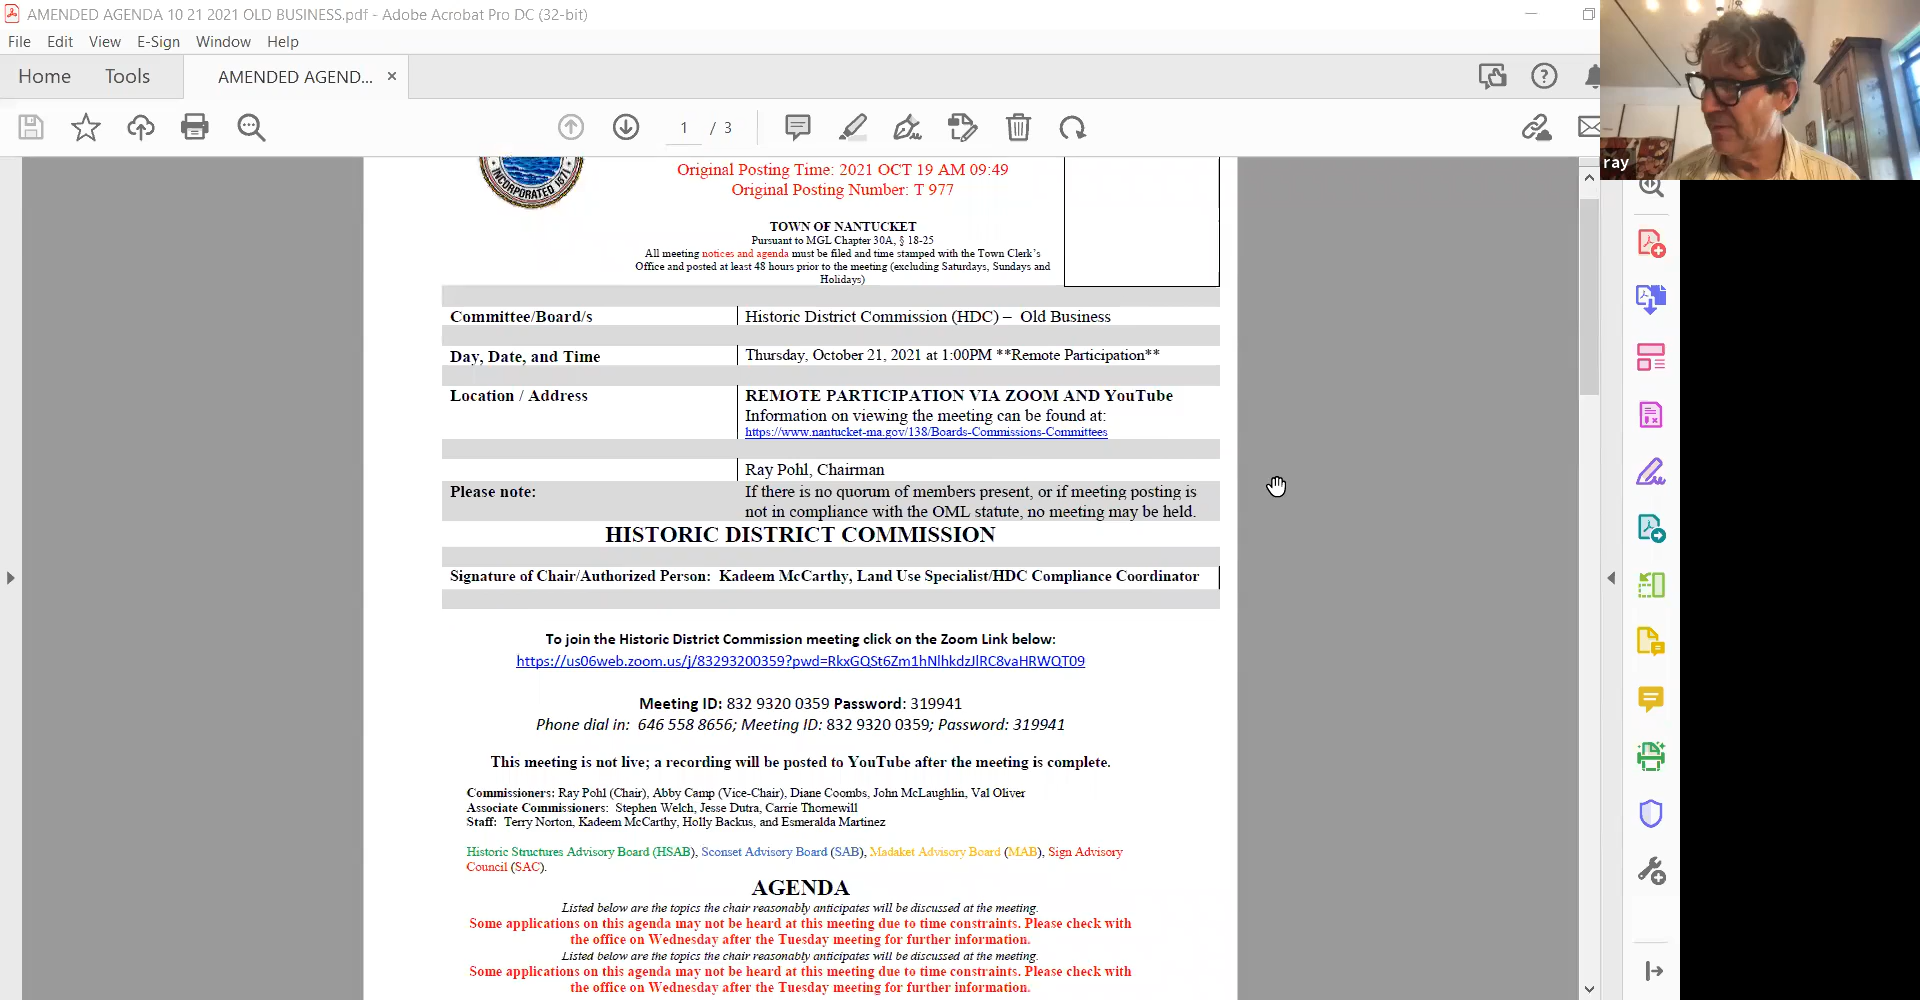 AMENDED AGENDA 10 21 2021 OLD BUSINESS.pdf - Adobe Acrobat Pro DC (32-bit)
File Edit View E-Sign Window Help
Home Tools AMENDED AGEND... ×
1 / 3
ray
INCORPORATED 1671
Original Posting Time: 2021 OCT 19 AM 09:49
Original Posting Number: T 977
TOWN OF NANTUCKET
Pursuant to MGL Chapter 30A, § 18-25
All meeting notices and agenda must be filed and time stamped with the Town Clerk's
Office and posted at least 48 hours prior to the meeting (excluding Saturdays, Sundays and
Holidays)
Committee/Board/s Historic District Commission (HDC) – Old Business
Day, Date, and Time Thursday, October 21, 2021 at 1:00PM **Remote Participation**
Location / Address REMOTE PARTICIPATION VIA ZOOM AND YouTube
Information on viewing the meeting can be found at:
https://www.nantucket-ma.gov/138/Boards-Commissions-Committees
Ray Pohl, Chairman
Please note: If there is no quorum of members present, or if meeting posting is
not in compliance with the OML statute, no meeting may be held.
HISTORIC DISTRICT COMMISSION
Signature of Chair/Authorized Person: Kadeem McCarthy, Land Use Specialist/HDC Compliance Coordinator
To join the Historic District Commission meeting click on the Zoom Link below:
https://us06web.zoom.us/j/83293200359?pwd=RkxGQSt6Zm1hNlhkdzJlRC8vaHRWQT09
Meeting ID: 832 9320 0359 Password: 319941
Phone dial in: 646 558 8656; Meeting ID: 832 9320 0359; Password: 319941
This meeting is not live; a recording will be posted to YouTube after the meeting is complete.
Commissioners: Ray Pohl (Chair), Abby Camp (Vice-Chair), Diane Coombs, John McLaughlin, Val Oliver
Associate Commissioners: Stephen Welch, Jesse Dutra, Carrie Thornewill
Staff: Terry Norton, Kadeem McCarthy, Holly Backus, and Esmeralda Martinez
Historic Structures Advisory Board (HSAB), Sconset Advisory Board (SAB), Madaket Advisory Board (MAB), Sign Advisory
Council (SAC).
AGENDA
Listed below are the topics the chair reasonably anticipates will be discussed at the meeting.
Some applications on this agenda may not be heard at this meeting due to time constraints. Please check with
the office on Wednesday after the Tuesday meeting for further information.
Listed below are the topics the chair reasonably anticipates will be discussed at the meeting.
Some applications on this agenda may not be heard at this meeting due to time constraints. Please check with
the office on Wednesday after the Tuesday meeting for further information.